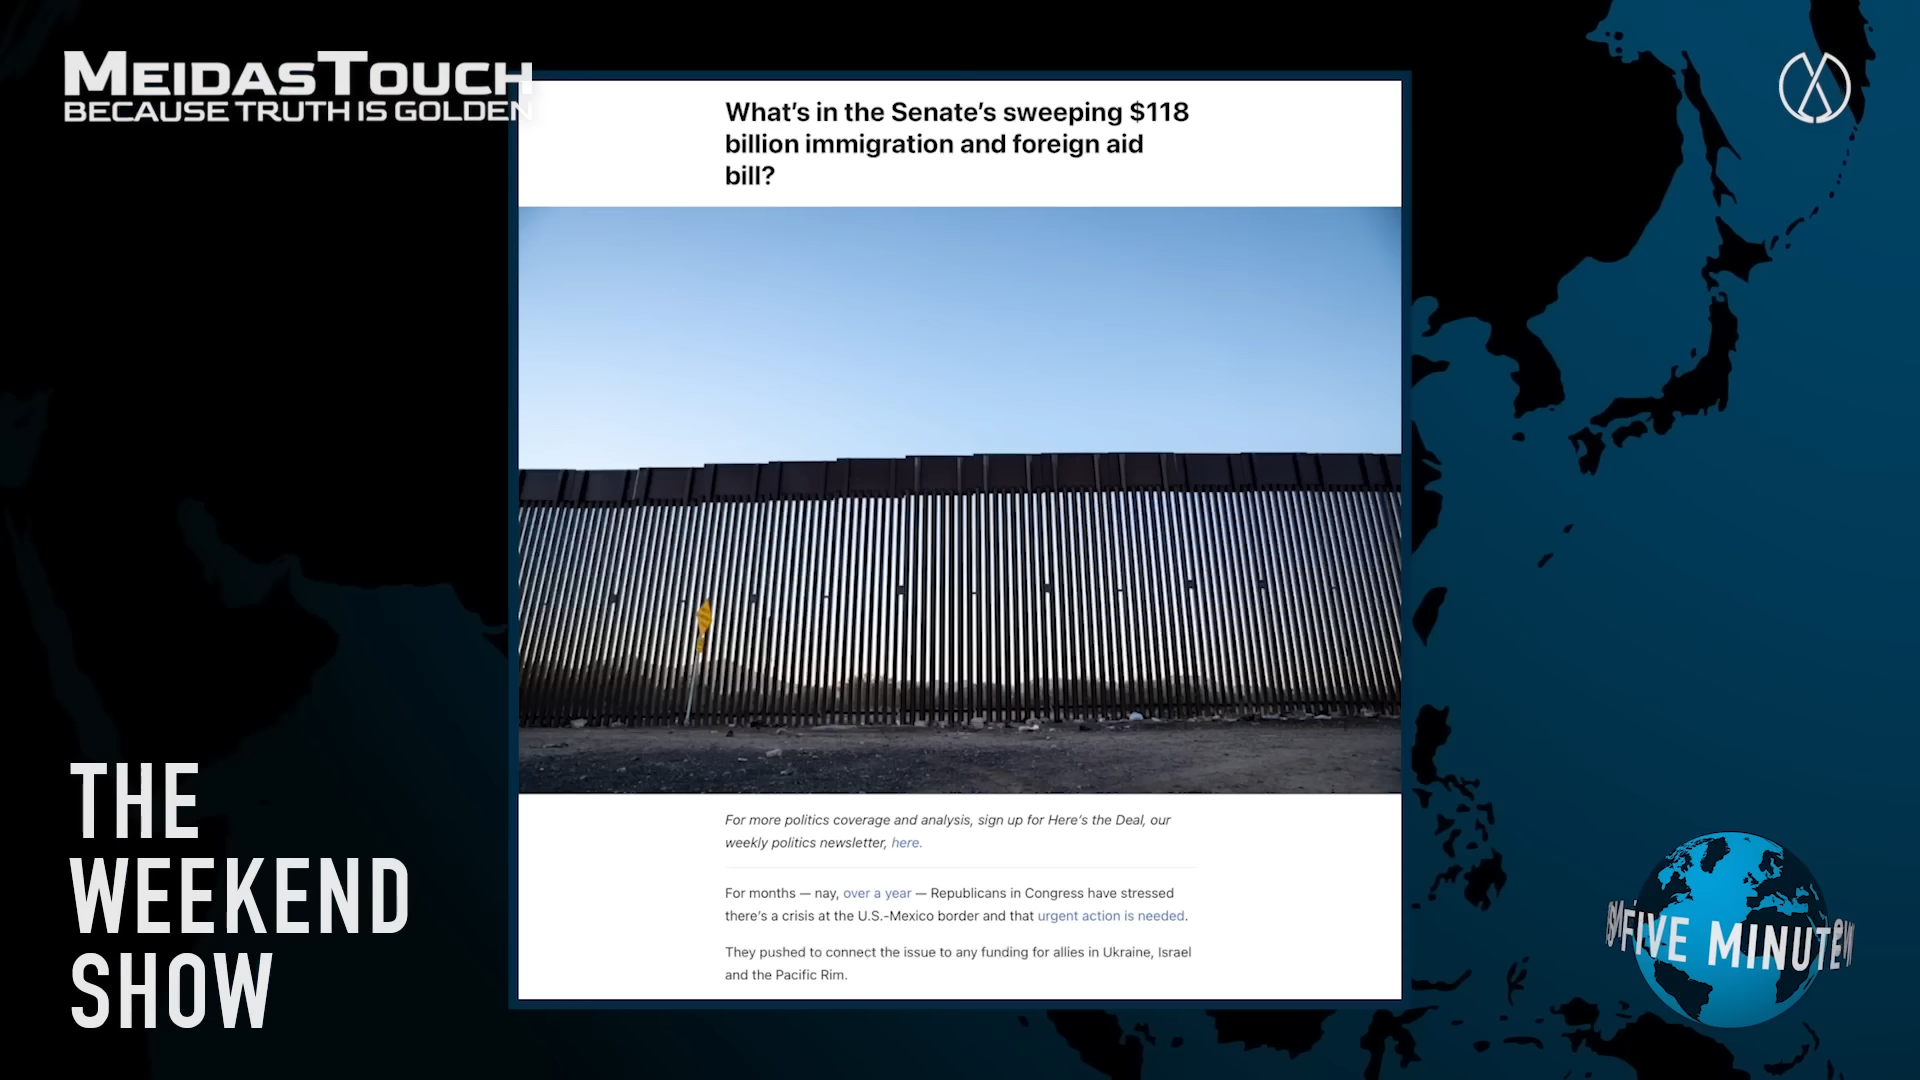 MEIDASTOUCH
BECAUSE TRUTH IS GOLDEN
What's in the Senate's sweeping $118
billion immigration and foreign aid
bill?
For more politics coverage and analysis, sign up for Here's the Deal, our
weekly politics newsletter, here.
For months — nay, over a year — Republicans in Congress have stressed
there's a crisis at the U.S.-Mexico border and that urgent action is needed.
They pushed to connect the issue to any funding for allies in Ukraine, Israel
and the Pacific Rim.
THE
WEEKEND
SHOW
FIVE MINUTE